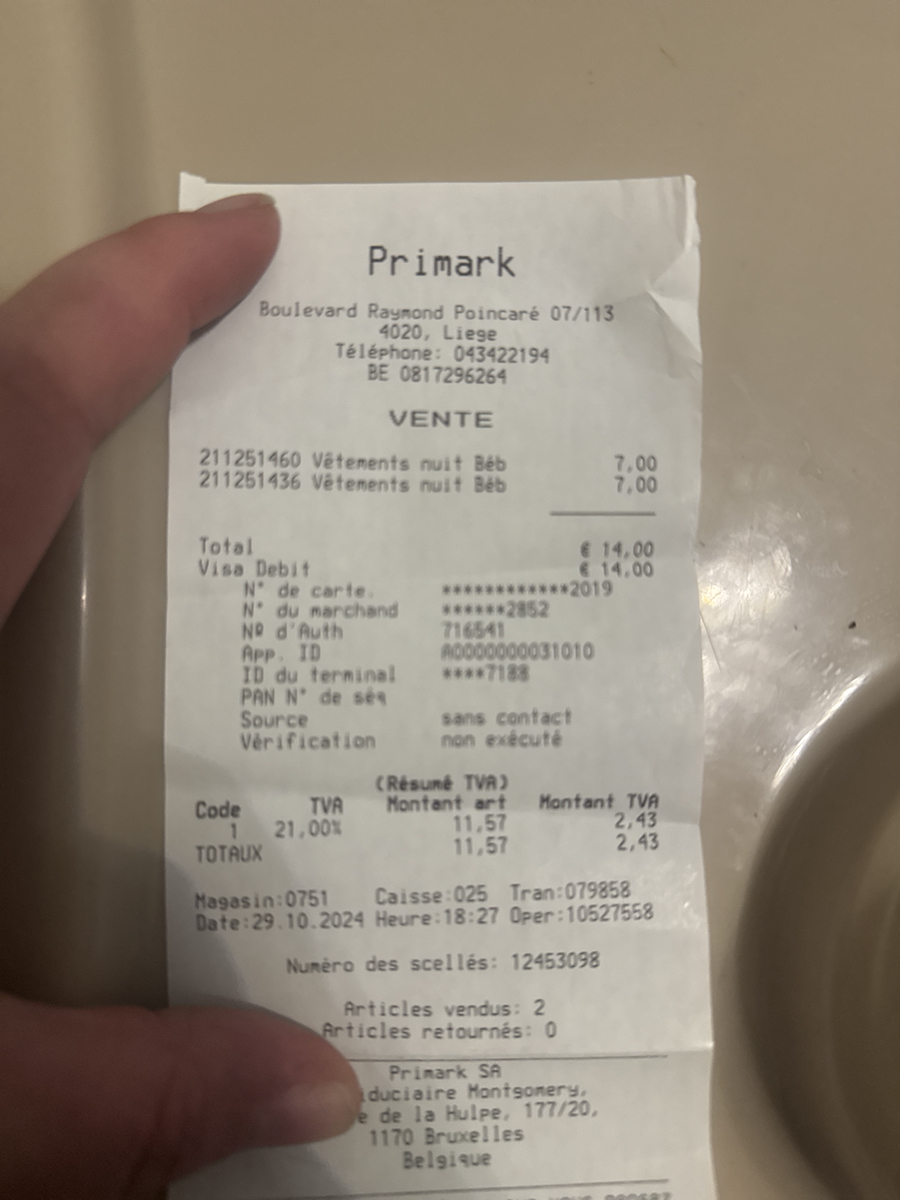 Primark
Boulevard Raymond Poincaré 07/113
4020, Liege
Téléphone: 043422194
BE 0817296264
VENTE
211251460 Vêtements nuit Béb 7,00
211251436 Vêtements nuit Béb 7,00
Total € 14,00
Visa Debit € 14,00
N° de carte. ************2019
N° du marchand ******2852
Nº d'Auth 716541
App. ID A0000000031010
ID du terminal ****7188
PAN N° de séq
Source sans contact
Vérification non exécuté
(Résumé TVA)
Code TVA Montant art Montant TVA
1 21,00% 11,57 2,43
TOTAUX 11,57 2,43
Magasin:0751 Caisse:025 Tran:079858
Date:29.10.2024 Heure:18:27 Oper:10527558
Numéro des scellés: 12453098
Articles vendus: 2
Articles retournés: 0
Primark SA
Montgomery,
de la Hulpe, 177/20,
1170 Bruxelles
Belgique